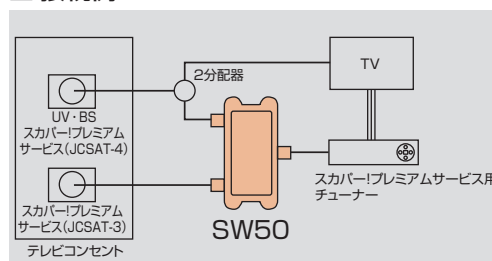 2分配器
TV
UV・BS
スカパー!プレミアム
サービス(JCSAT-4)
スカパー!プレミアムサービス用
チューナー
スカパー!プレミアム
サービス(JCSAT-3)
SW50
テレビコンセント